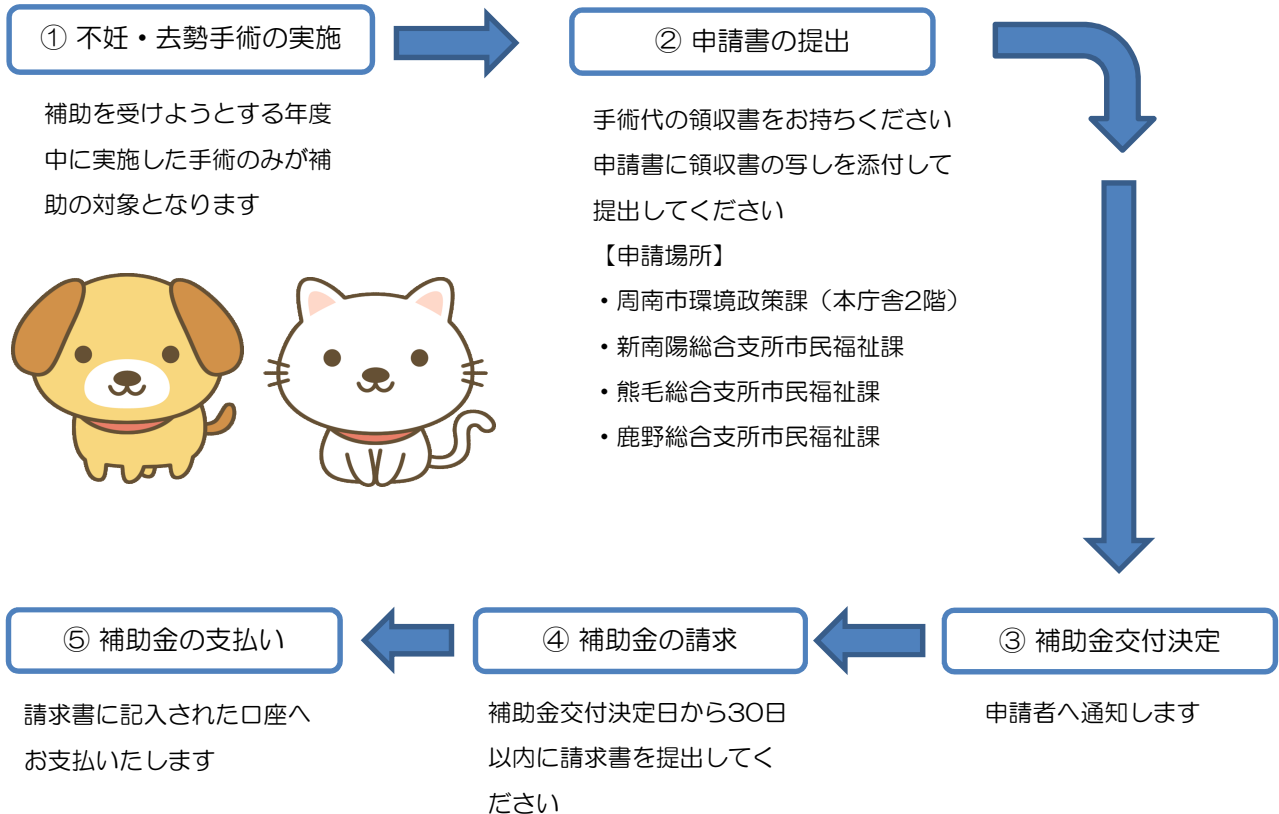 ① 不妊・去勢手術の実施
補助を受けようとする年度
中に実施した手術のみが補
助の対象となります
② 申請書の提出
手術代の領収書をお持ちください
申請書に領収書の写しを添付して
提出してください
【申請場所】
・周南市環境政策課（本庁舎2階）
・新南陽総合支所市民福祉課
・熊毛総合支所市民福祉課
・鹿野総合支所市民福祉課
③ 補助金交付決定
申請者へ通知します
④ 補助金の請求
補助金交付決定日から30日
以内に請求書を提出してく
ださい
⑤ 補助金の支払い
請求書に記入された口座へ
お支払いたします